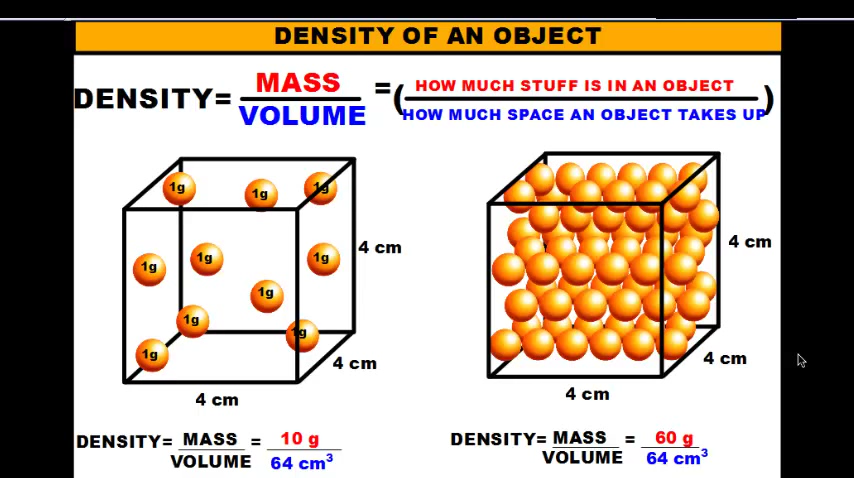 DENSITY OF AN OBJECT
DENSITY= MASS = ( HOW MUCH STUFF IS IN AN OBJECT )
VOLUME HOW MUCH SPACE AN OBJECT TAKES UP
1g 1g 1g
1g 1g 1g
1g
1g 1g
1g
4 cm
4 cm
4 cm
4 cm
4 cm
4 cm
DENSITY= MASS = 10 g
VOLUME 64 cm³
DENSITY= MASS = 60 g
VOLUME 64 cm³